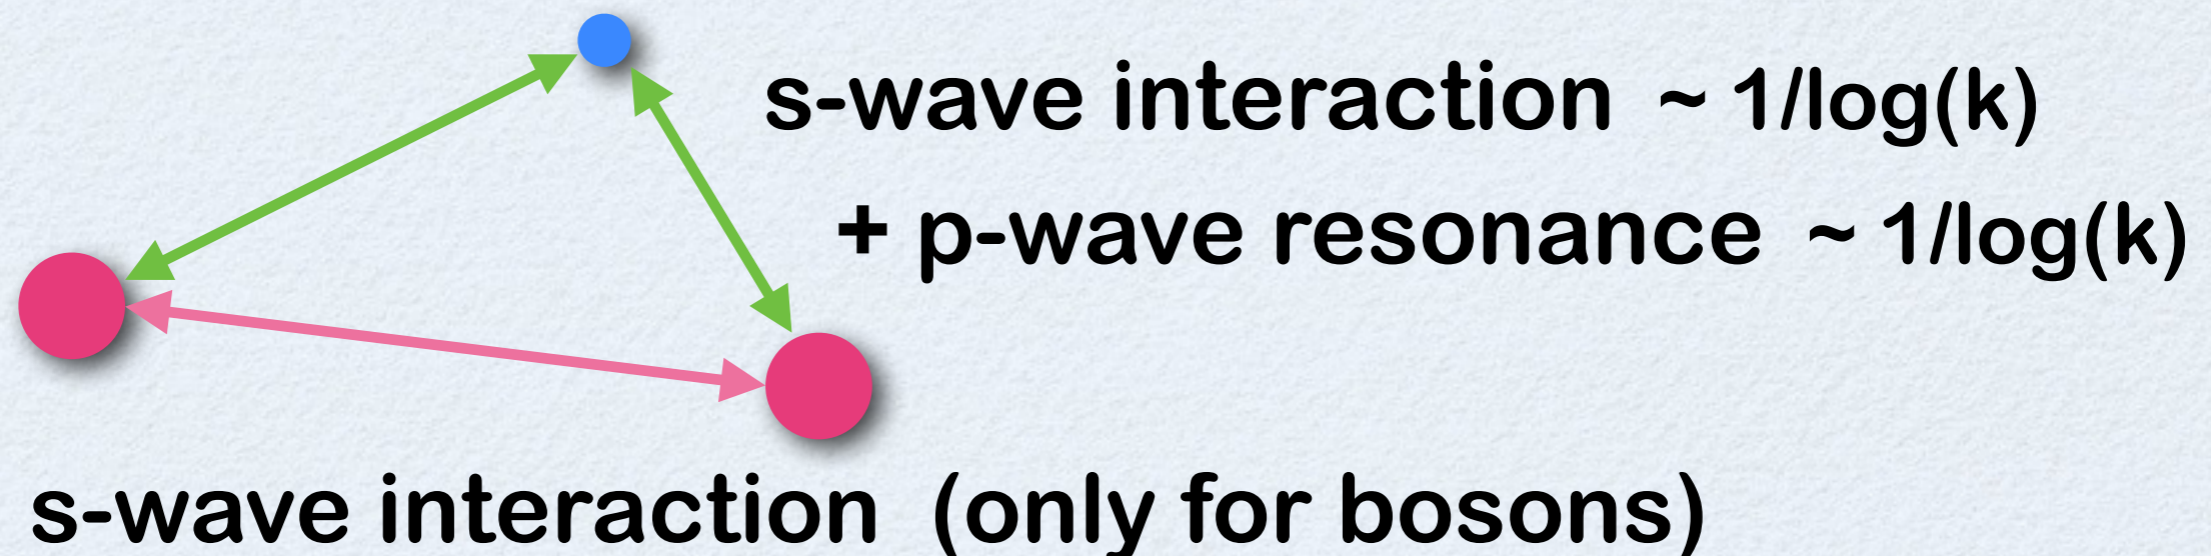 s-wave interaction ~ 1/log(k)
+ p-wave resonance ~ 1/log(k)
s-wave interaction (only for bosons)